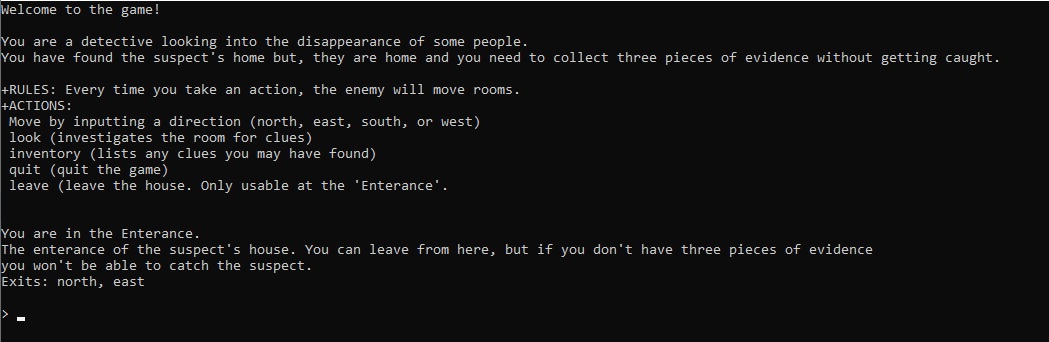 Welcome to the game!
You are a detective looking into the disappearance of some people.
You have found the suspect's home but, they are home and you need to collect three pieces of evidence without getting caught.
+RULES: Every time you take an action, the enemy will move rooms.
+ACTIONS:
Move by inputting a direction (north, east, south, or west)
look (investigates the room for clues)
inventory (lists any clues you may have found)
quit (quit the game)
leave (leave the house. Only usable at the 'Enterance'.
You are in the Enterance.
The enterance of the suspect's house. You can leave from here, but if you don't have three pieces of evidence
you won't be able to catch the suspect.
Exits: north, east
> _